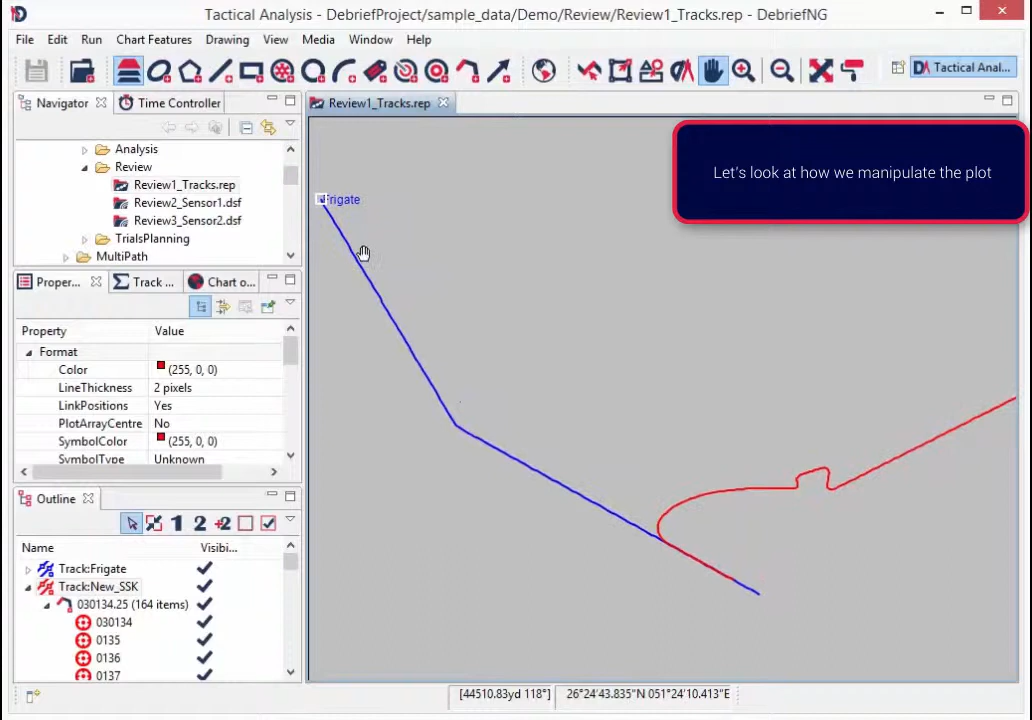 Tactical Analysis - DebriefProject/sample_data/Demo/Review/Review1_Tracks.rep - DebriefNG
File Edit Run Chart Features Drawing View Media Window Help
Tactical Anal...
Navigator Time Controller
Analysis
Review
Review1_Tracks.rep
Review2_Sensor1.dsf
Review3_Sensor2.dsf
TrialsPlanning
MultiPath
Proper... Track ... Chart o...
Property Value
Format
Color (255, 0, 0)
LineThickness 2 pixels
LinkPositions Yes
PlotArrayCentre No
SymbolColor (255, 0, 0)
SymbolType Unknown
Outline
1 2 +2
Name Visibi...
Track:Frigate
Track:New_SSK
030134.25 (164 items)
030134
0135
0136
0137
Review1_Tracks.rep
Let's look at how we manipulate the plot
Frigate
[44510.83yd 118°] 26°24'43.835"N 051°24'10.413"E